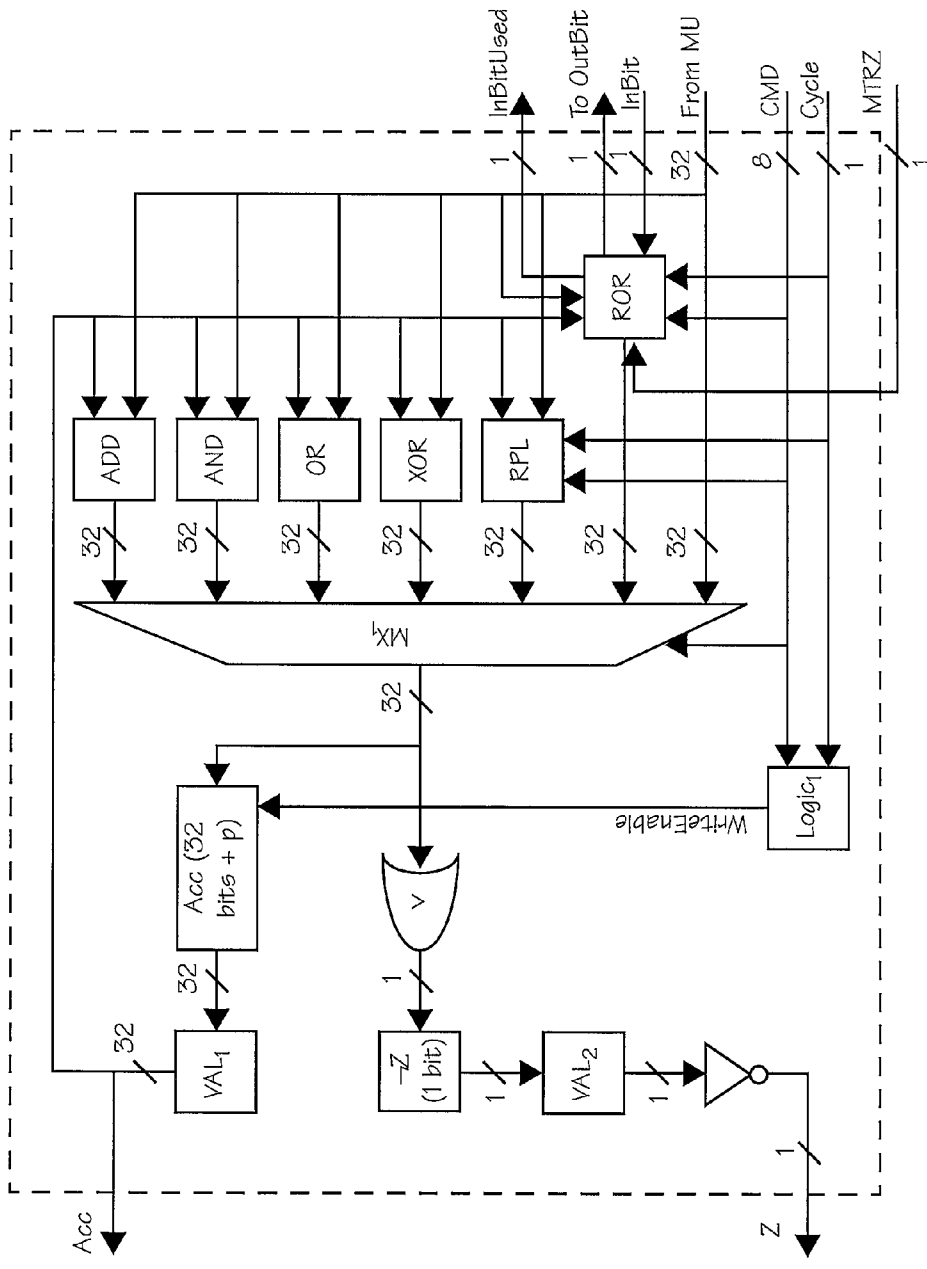 InBitUsed
To OutBit
InBit
From MU
CMD
Cycle
MTRZ
1
1
1
32
8
1
1
ROR
ADD
AND
OR
XOR
RPL
32
32
32
32
32
32
32
MX₁
32
Acc (32
bits + p)
WriteEnable
Logic₁
V
32
1
32
VAL₁
¬Z
(1 bit)
1
VAL₂
1
1
Acc
Z